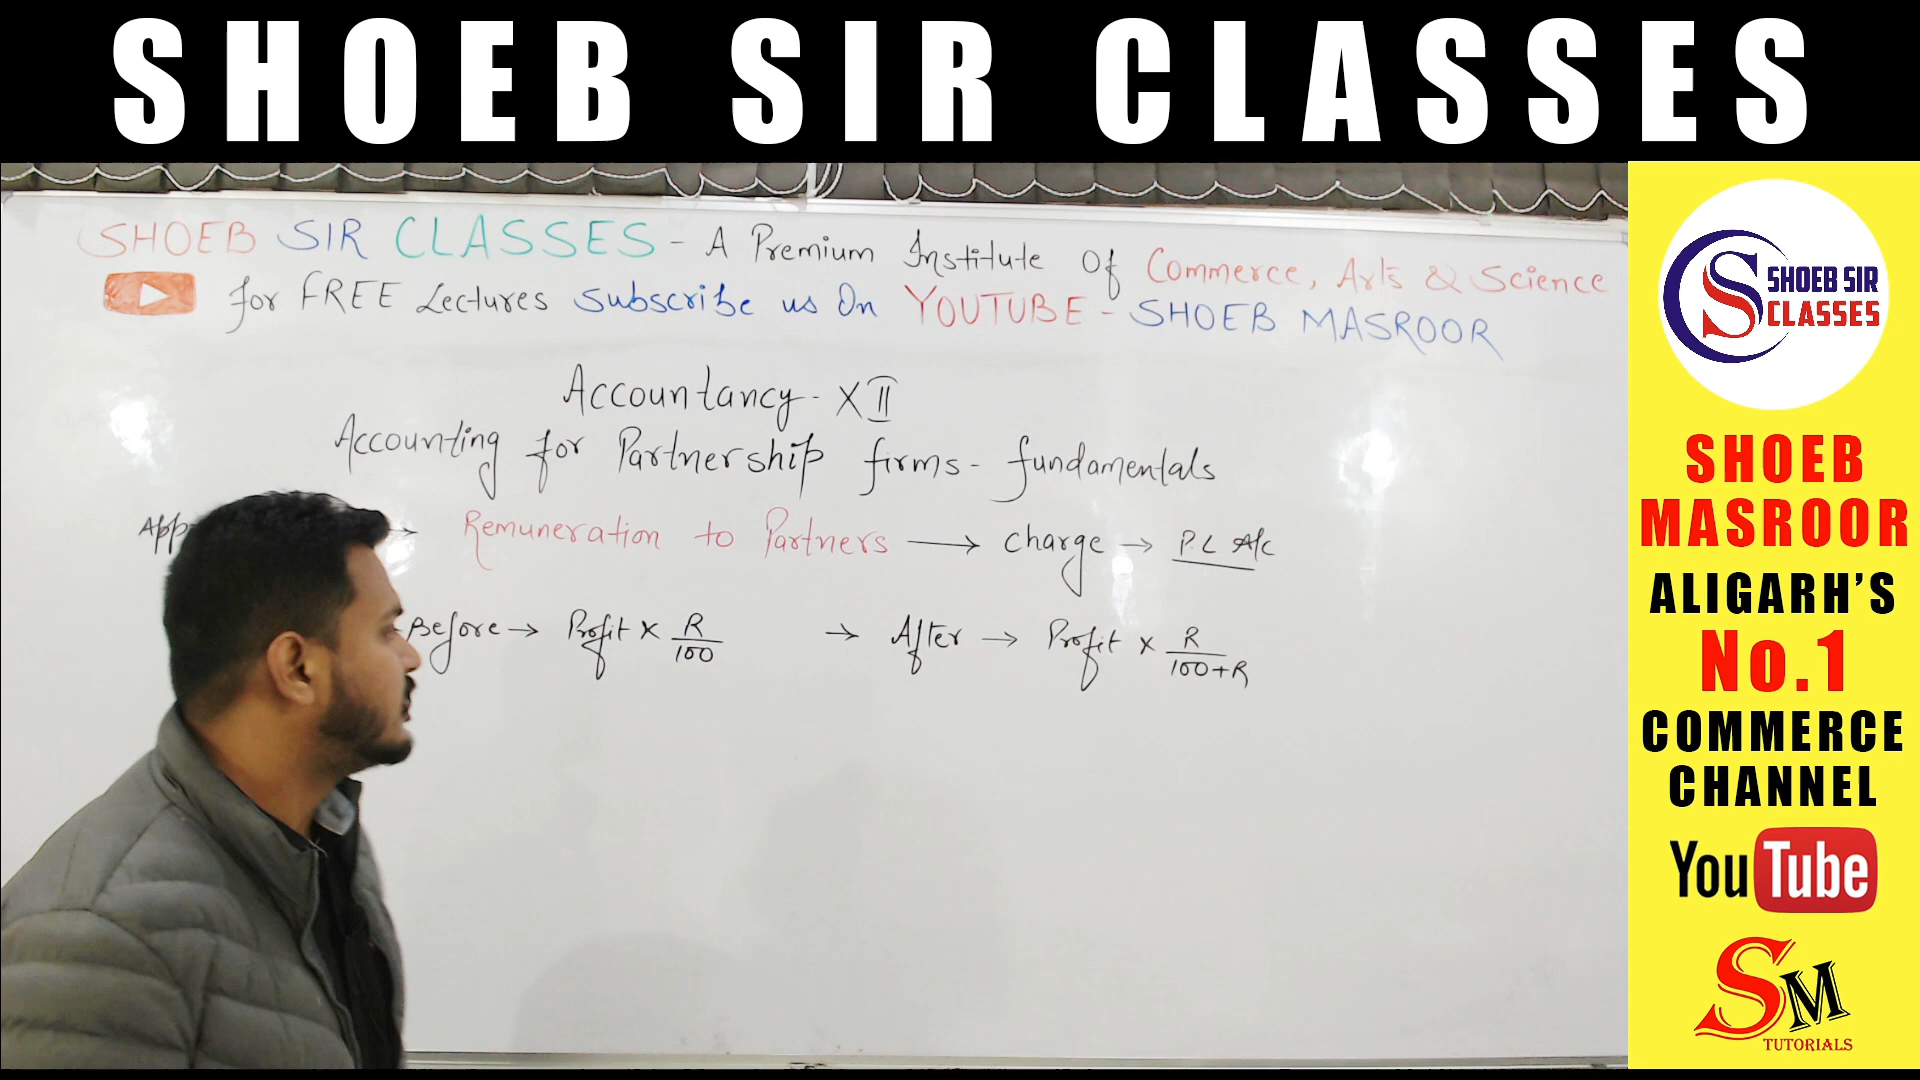 SHOEB SIR CLASSES
SHOEB SIR CLASSES - A Premium Institute Of Commerce, Arts & Science
for FREE Lectures Subscribe us On YOUTUBE - SHOEB MASROOR
Accountancy - XII
Accounting for Partnership firms - fundamentals
→ Remuneration to Partners → charge → P.L A/c
Before → Profit × R/100 → After → Profit × R/100+R
SHOEB SIR
CLASSES
SHOEB
MASROOR
ALIGARH'S
No.1
COMMERCE
CHANNEL
YouTube
SM
TUTORIALS